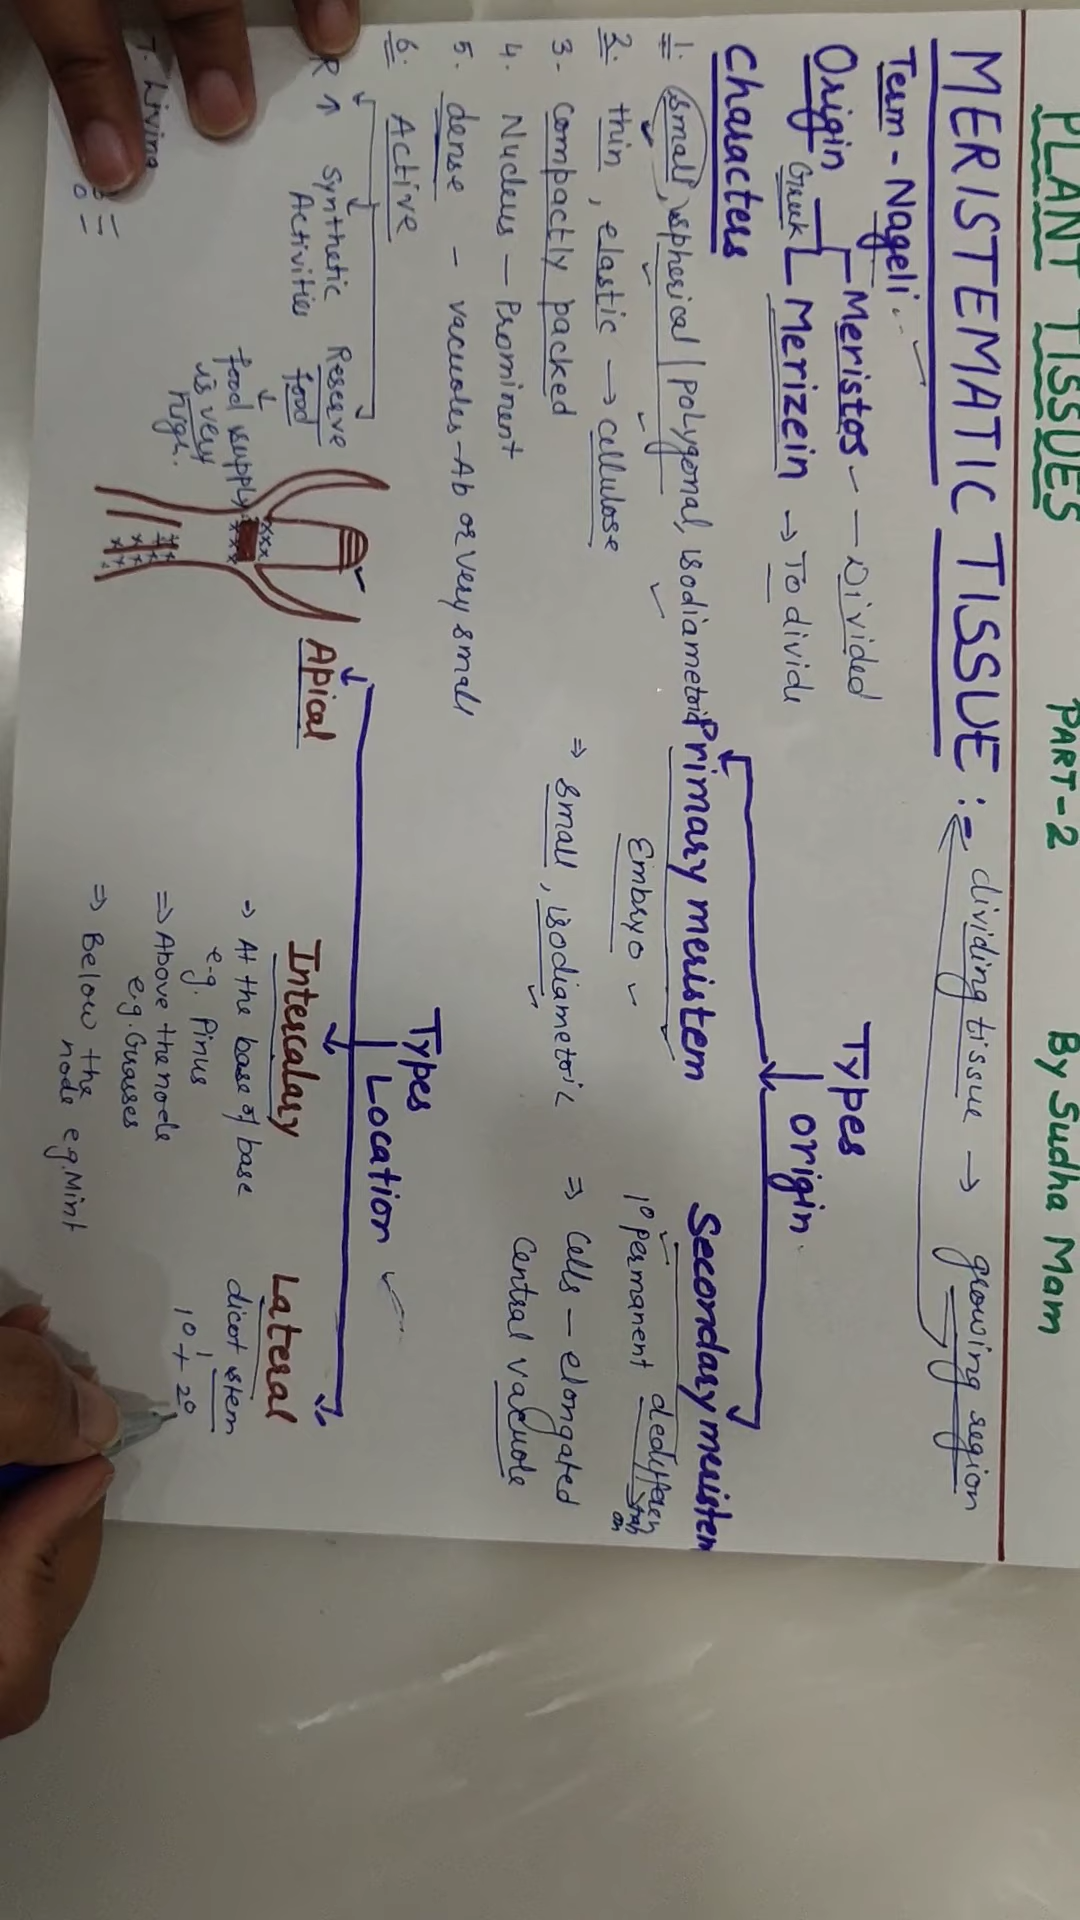 PLANT TISSUES PART-2 By Sudha Mam
MERISTEMATIC TISSUE :- dividing tissue → growing region
Term - Nageli
Origin Meristos - Divided
Greek Merizein → To divide
Characters
1. small, spherical / polygonal, isodiametric
2. thin, elastic → cellulose
3. compactly packed
4. Nucleus - Prominent
5. dense - vacuoles - Ab or very small
6. Active
R ↑ Synthetic Activities Reserve food
food supply is very high.
7. Living
Types
origin
Primary meristem
Embryo
⇒ small, isodiametric
Secondary meristem
1° permanent dedifferentiation
⇒ cells - elongated
central vacuole
Types
Location
Apical
Intercalary
→ At the base of base
e.g. Pinus
⇒ Above the node
e.g. Grasses
⇒ Below the
node e.g. Mint
Lateral
dicot stem
1° + 2°